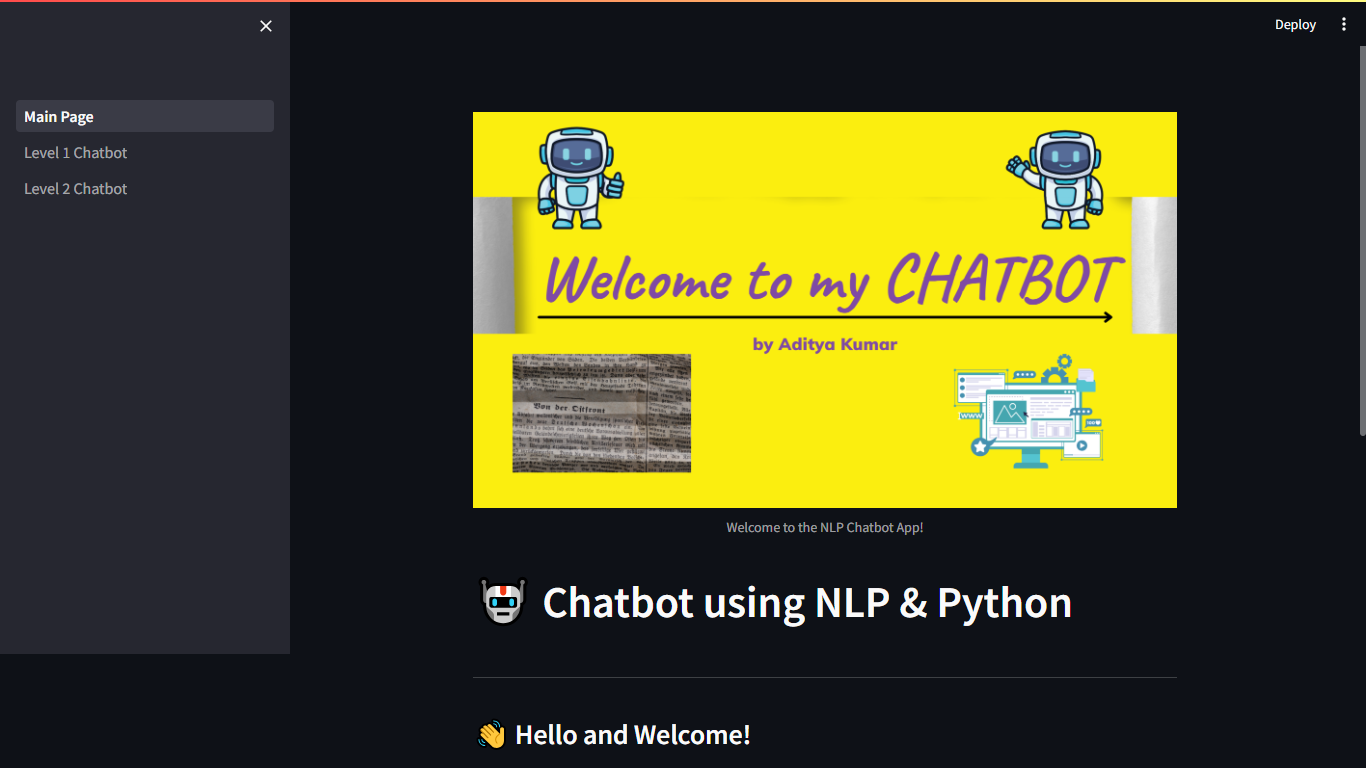 Deploy
Main Page
Level 1 Chatbot
Level 2 Chatbot
Welcome to my CHATBOT
by Aditya Kumar
Von der Ostfront
WWW
Welcome to the NLP Chatbot App!
Chatbot using NLP & Python
Hello and Welcome!